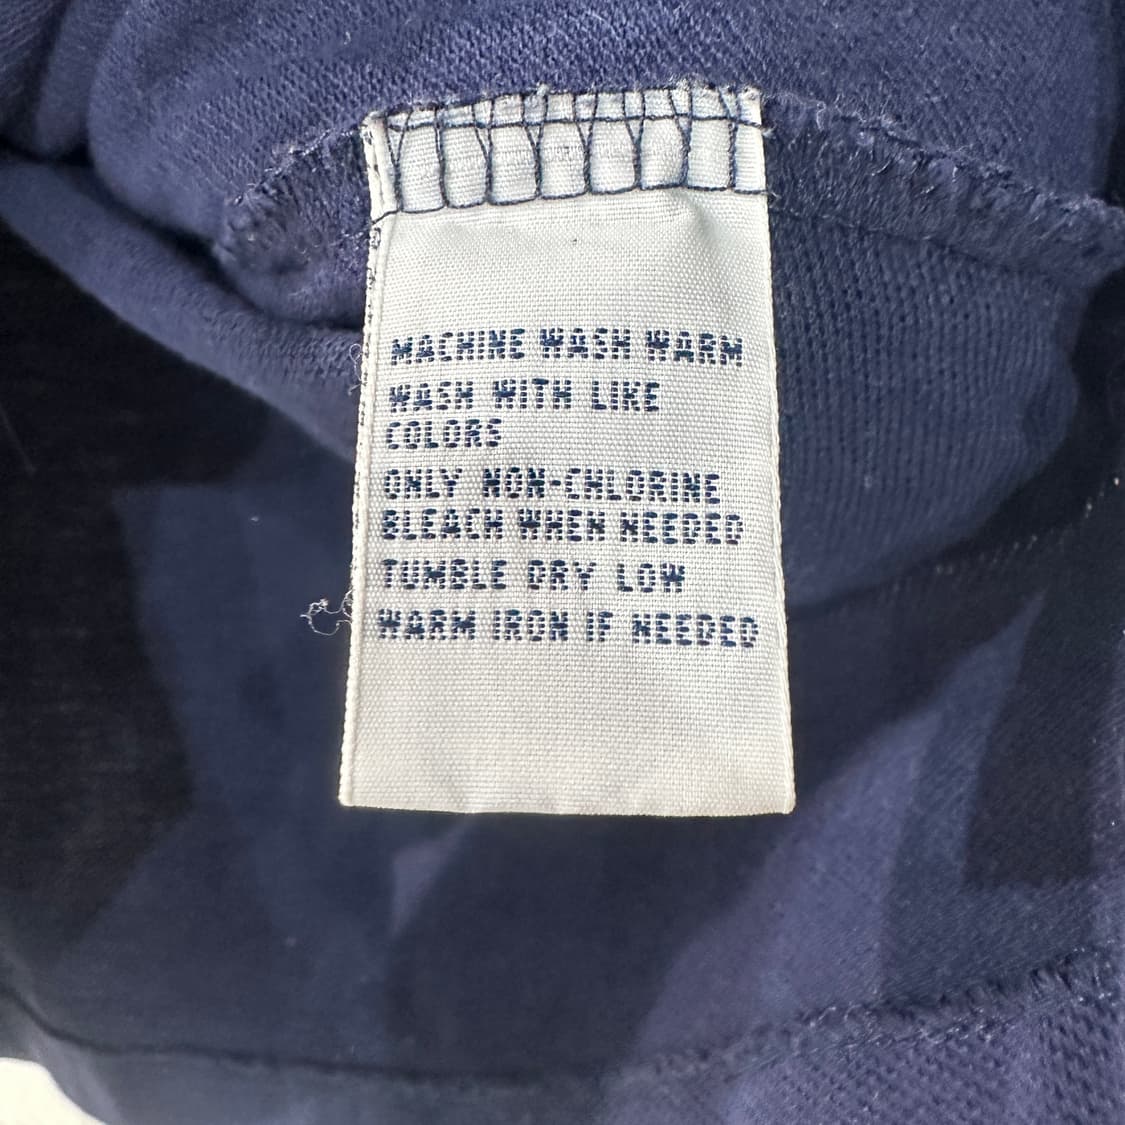 MACHINE WASH WARM
WASH WITH LIKE
COLORS
ONLY NON-CHLORINE
BLEACH WHEN NEEDED
TUMBLE DRY LOW
WARM IRON IF NEEDED